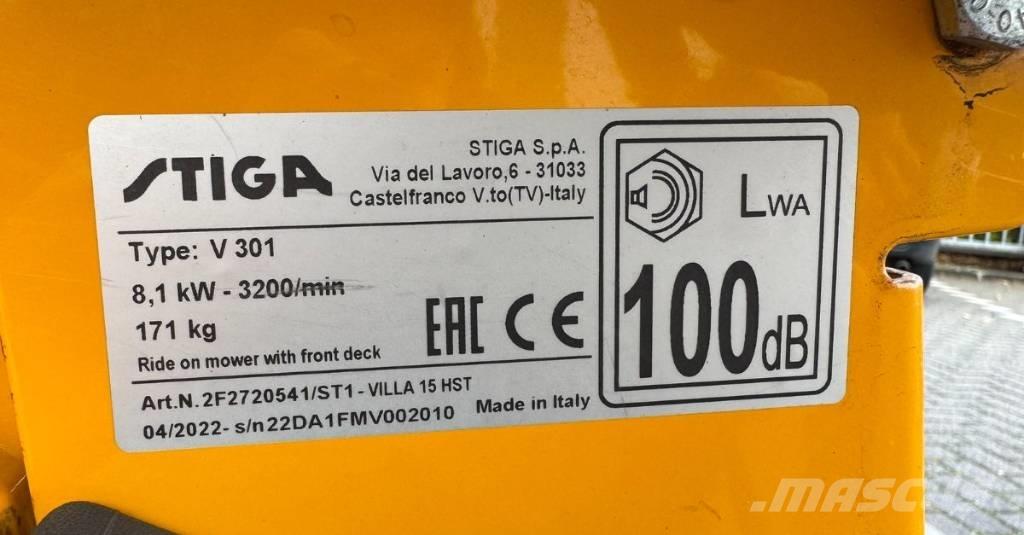 STIGA
STIGA S.p.A.
Via del Lavoro,6 - 31033
Castelfranco V.to(TV)-Italy
Type: V 301
8,1 kW - 3200/min
171 kg
Ride on mower with front deck
EAC CE
Art.N. 2F2720541/ST1 - VILLA 15 HST
04/2022- s/n22DA1FMV002010 Made in Italy
LWA
100dB